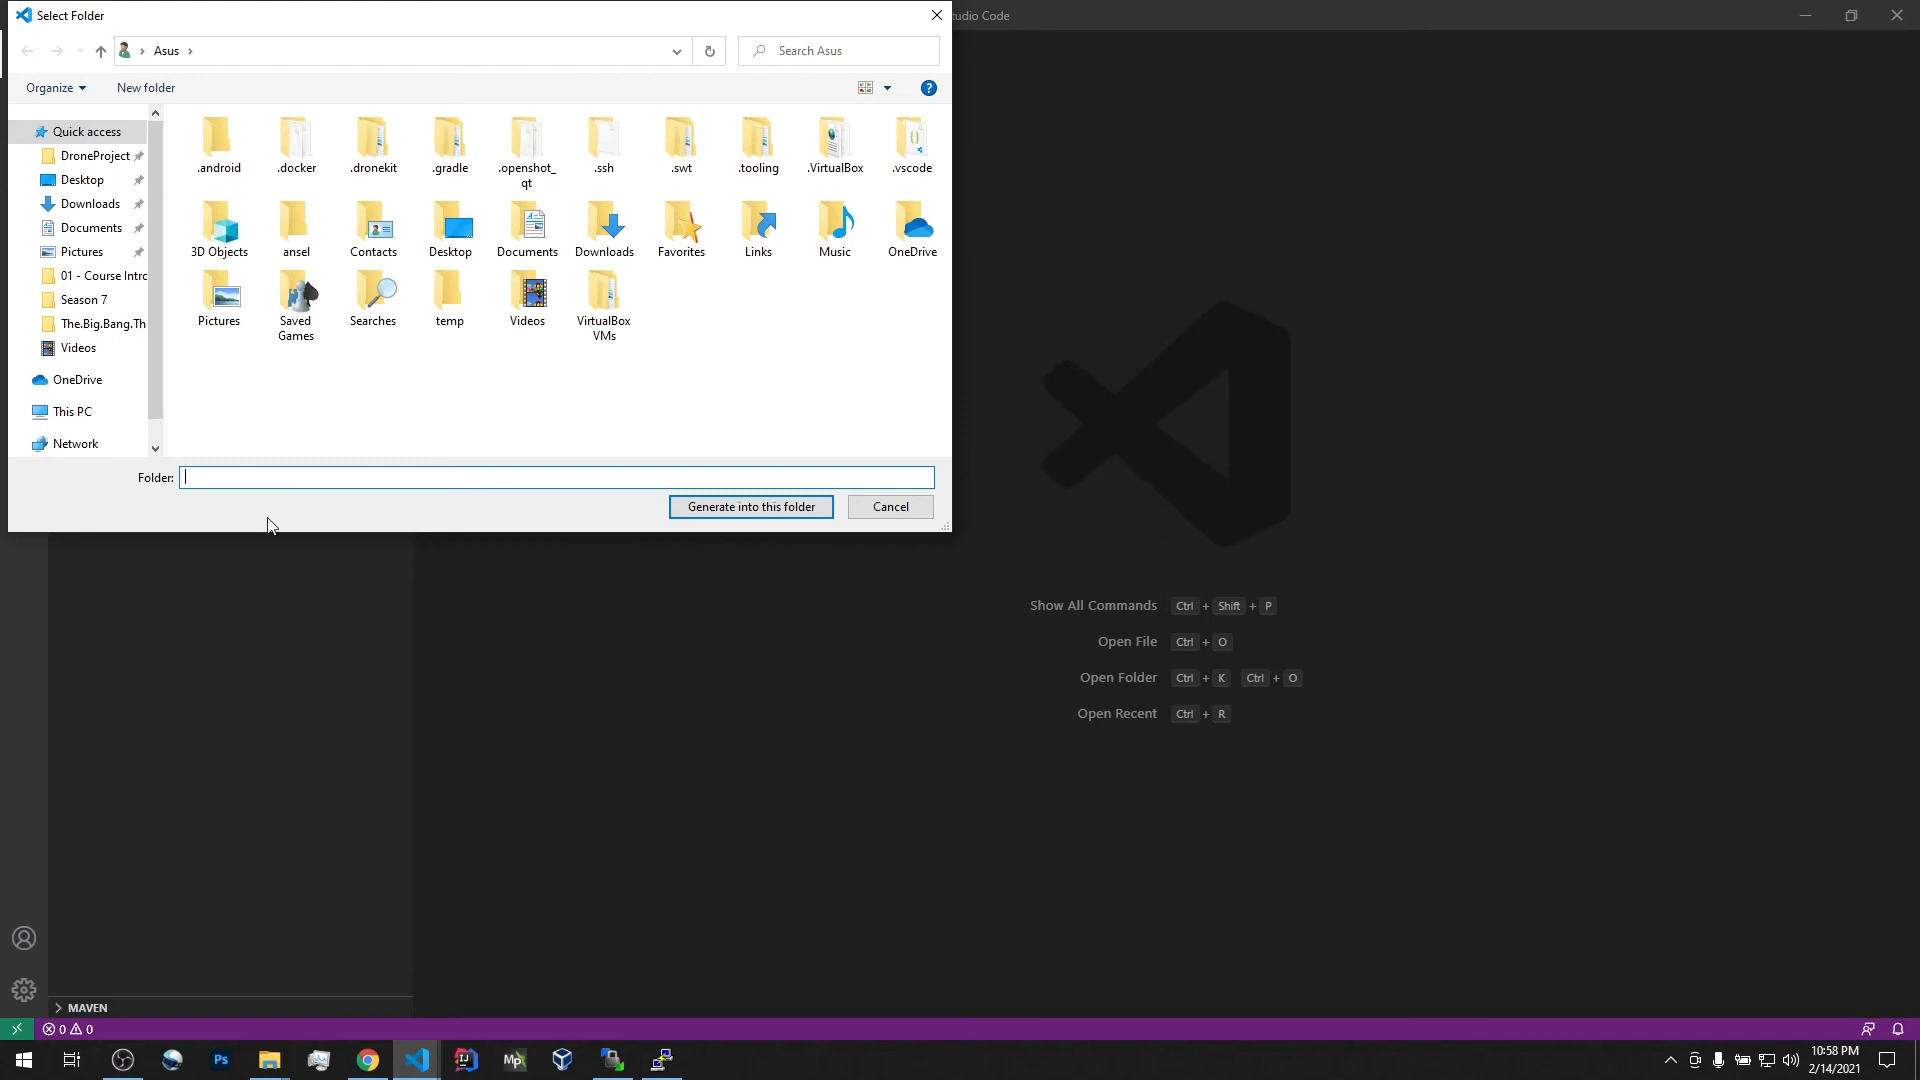 Select Folder
tudio Code
Asus
Search Asus
Organize
New folder
Quick access
DroneProject
Desktop
Downloads
Documents
Pictures
01 - Course Intro
Season 7
The.Big.Bang.Th
Videos
OneDrive
This PC
Network
.android
.docker
.dronekit
.gradle
.openshot_
qt
.ssh
.swt
.tooling
.VirtualBox
.vscode
3D Objects
ansel
Contacts
Desktop
Documents
Downloads
Favorites
Links
Music
OneDrive
Pictures
Saved
Games
Searches
temp
Videos
VirtualBox
VMs
Folder:
Generate into this folder
Cancel
Show All Commands Ctrl + Shift + P
Open File Ctrl + O
Open Folder Ctrl + K Ctrl + O
Open Recent Ctrl + R
MAVEN
0 0
Ps
IJ
Mp
10:58 PM
2/14/2021